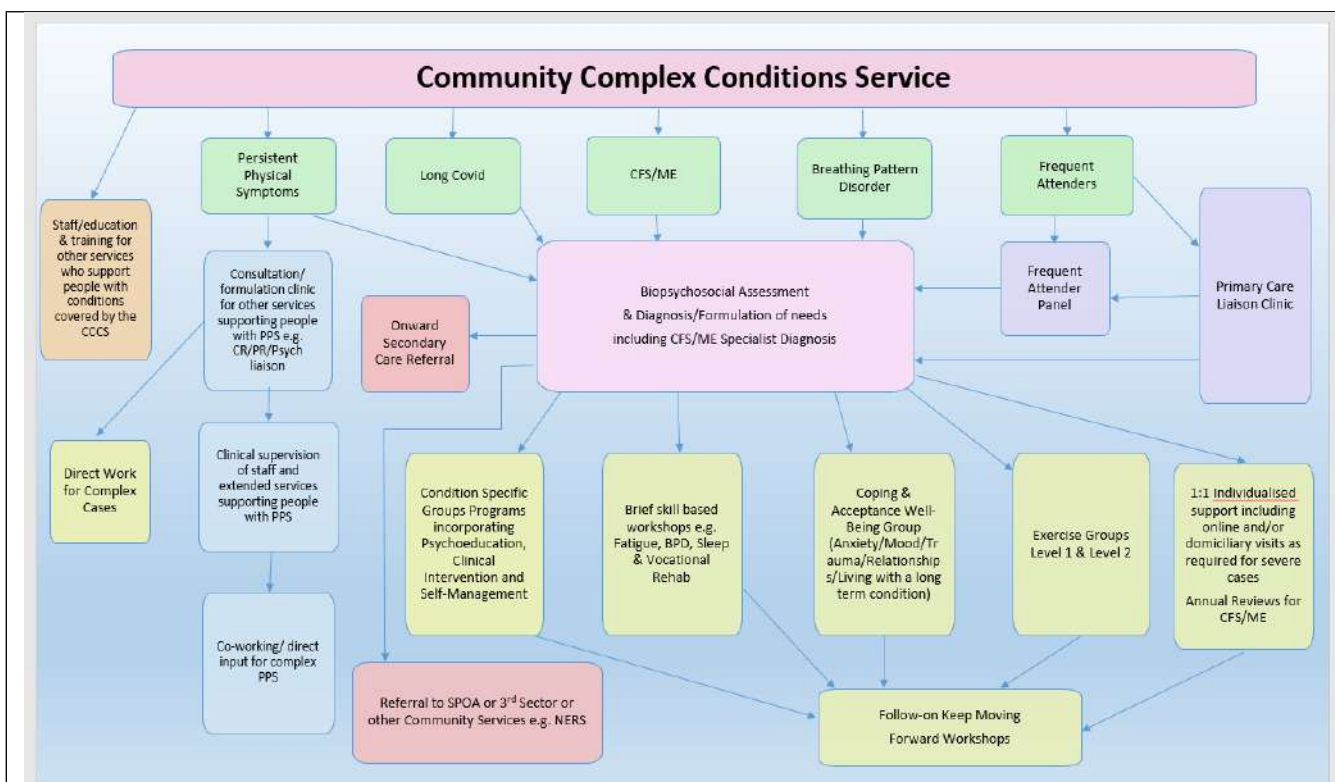 Community Complex Conditions Service
Persistent
Physical
Symptoms
Long Covid
CFS/ME
Breathing Pattern
Disorder
Frequent
Attenders
Staff/education
& training for
other services
who support
people with
conditions
covered by the
CCCS
Consultation/
formulation clinic
for other services
supporting people
with PPS e.g.
CR/PR/Psych
liaison
Onward
Secondary
Care Referral
Biopsychosocial Assessment
& Diagnosis/Formulation of needs
including CFS/ME Specialist Diagnosis
Frequent
Attender
Panel
Primary Care
Liaison Clinic
Direct Work
for Complex
Cases
Clinical supervision
of staff and
extended services
supporting people
with PPS
Condition Specific
Groups Programs
incorporating
Psychoeducation,
Clinical
Intervention and
Self-Management
Brief skill based
workshops e.g.
Fatigue, BPD, Sleep
& Vocational
Rehab
Coping &
Acceptance Well-
Being Group
(Anxiety/Mood/Tr
auma/Relationship
s/Living with a long
term condition)
Exercise Groups
Level 1 & Level 2
1:1 Individualised
support including
online and/or
domiciliary visits as
required for severe
cases
Annual Reviews for
CFS/ME
Co-working/ direct
input for complex
PPS
Referral to SPOA or 3rd Sector or
other Community Services e.g. NERS
Follow-on Keep Moving
Forward Workshops